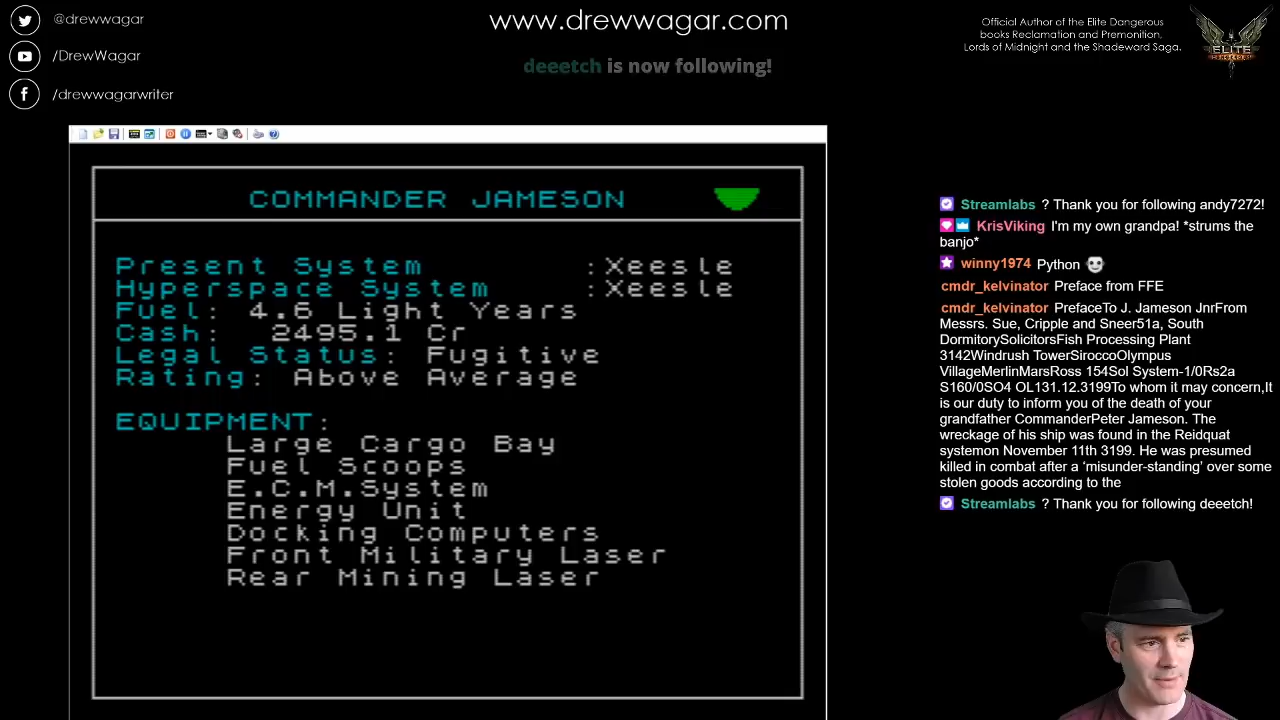 @drewwagar
/DrewWagar
/drewwagarwriter
www.drewwagar.com
deeetch is now following!
Official Author of the Elite Dangerous
books Reclamation and Premonition,
Lords of Midnight and the Shadeward Saga.
ELITE
DANGEROUS
COMMANDER JAMESON
Present System :Xeesle
Hyperspace System :Xeesle
Fuel: 4.6 Light Years
Cash: 2495.1 Cr
Legal Status: Fugitive
Rating: Above Average
EQUIPMENT:
Large Cargo Bay
Fuel Scoops
E.C.M.System
Energy Unit
Docking Computers
Front Military Laser
Rear Mining Laser
Streamlabs ? Thank you for following andy7272!
KrisViking I'm my own grandpa! *strums the
banjo*
winny1974 Python
cmdr_kelvinator Preface from FFE
cmdr_kelvinator PrefaceTo J. Jameson JnrFrom
Messrs. Sue, Cripple and Sneer51a, South
DormitorySolicitorsFish Processing Plant
3142Windrush TowerSiroccoOlympus
VillageMerlinMarsRoss 154Sol System-1/0Rs2a
S160/0SO4 OL131.12.3199To whom it may concern,It
is our duty to inform you of the death of your
grandfather CommanderPeter Jameson. The
wreckage of his ship was found in the Reidquat
systemon November 11th 3199. He was presumed
killed in combat after a ‘misunder-standing’ over some
stolen goods according to the
Streamlabs ? Thank you for following deeetch!